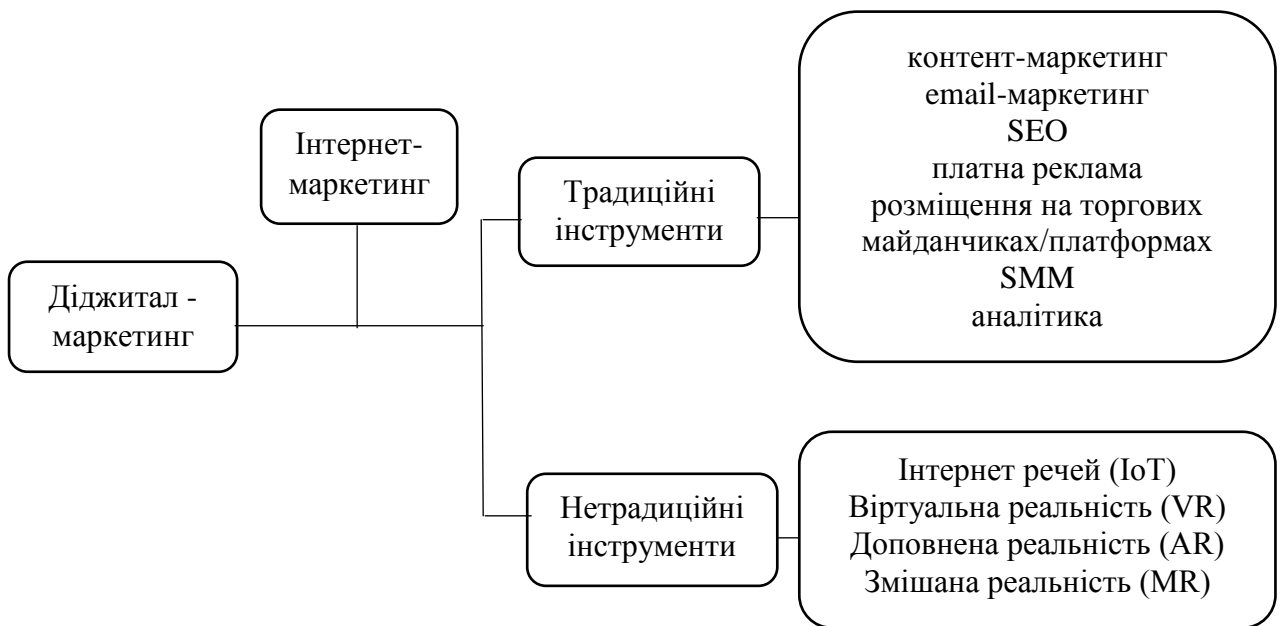 Діджитал -
маркетинг
Інтернет-
маркетинг
Традиційні
інструменти
контент-маркетинг
email-маркетинг
SEO
платна реклама
розміщення на торгових
майданчиках/платформах
SMM
аналітика
Нетрадиційні
інструменти
Інтернет речей (IoT)
Віртуальна реальність (VR)
Доповнена реальність (AR)
Змішана реальність (MR)